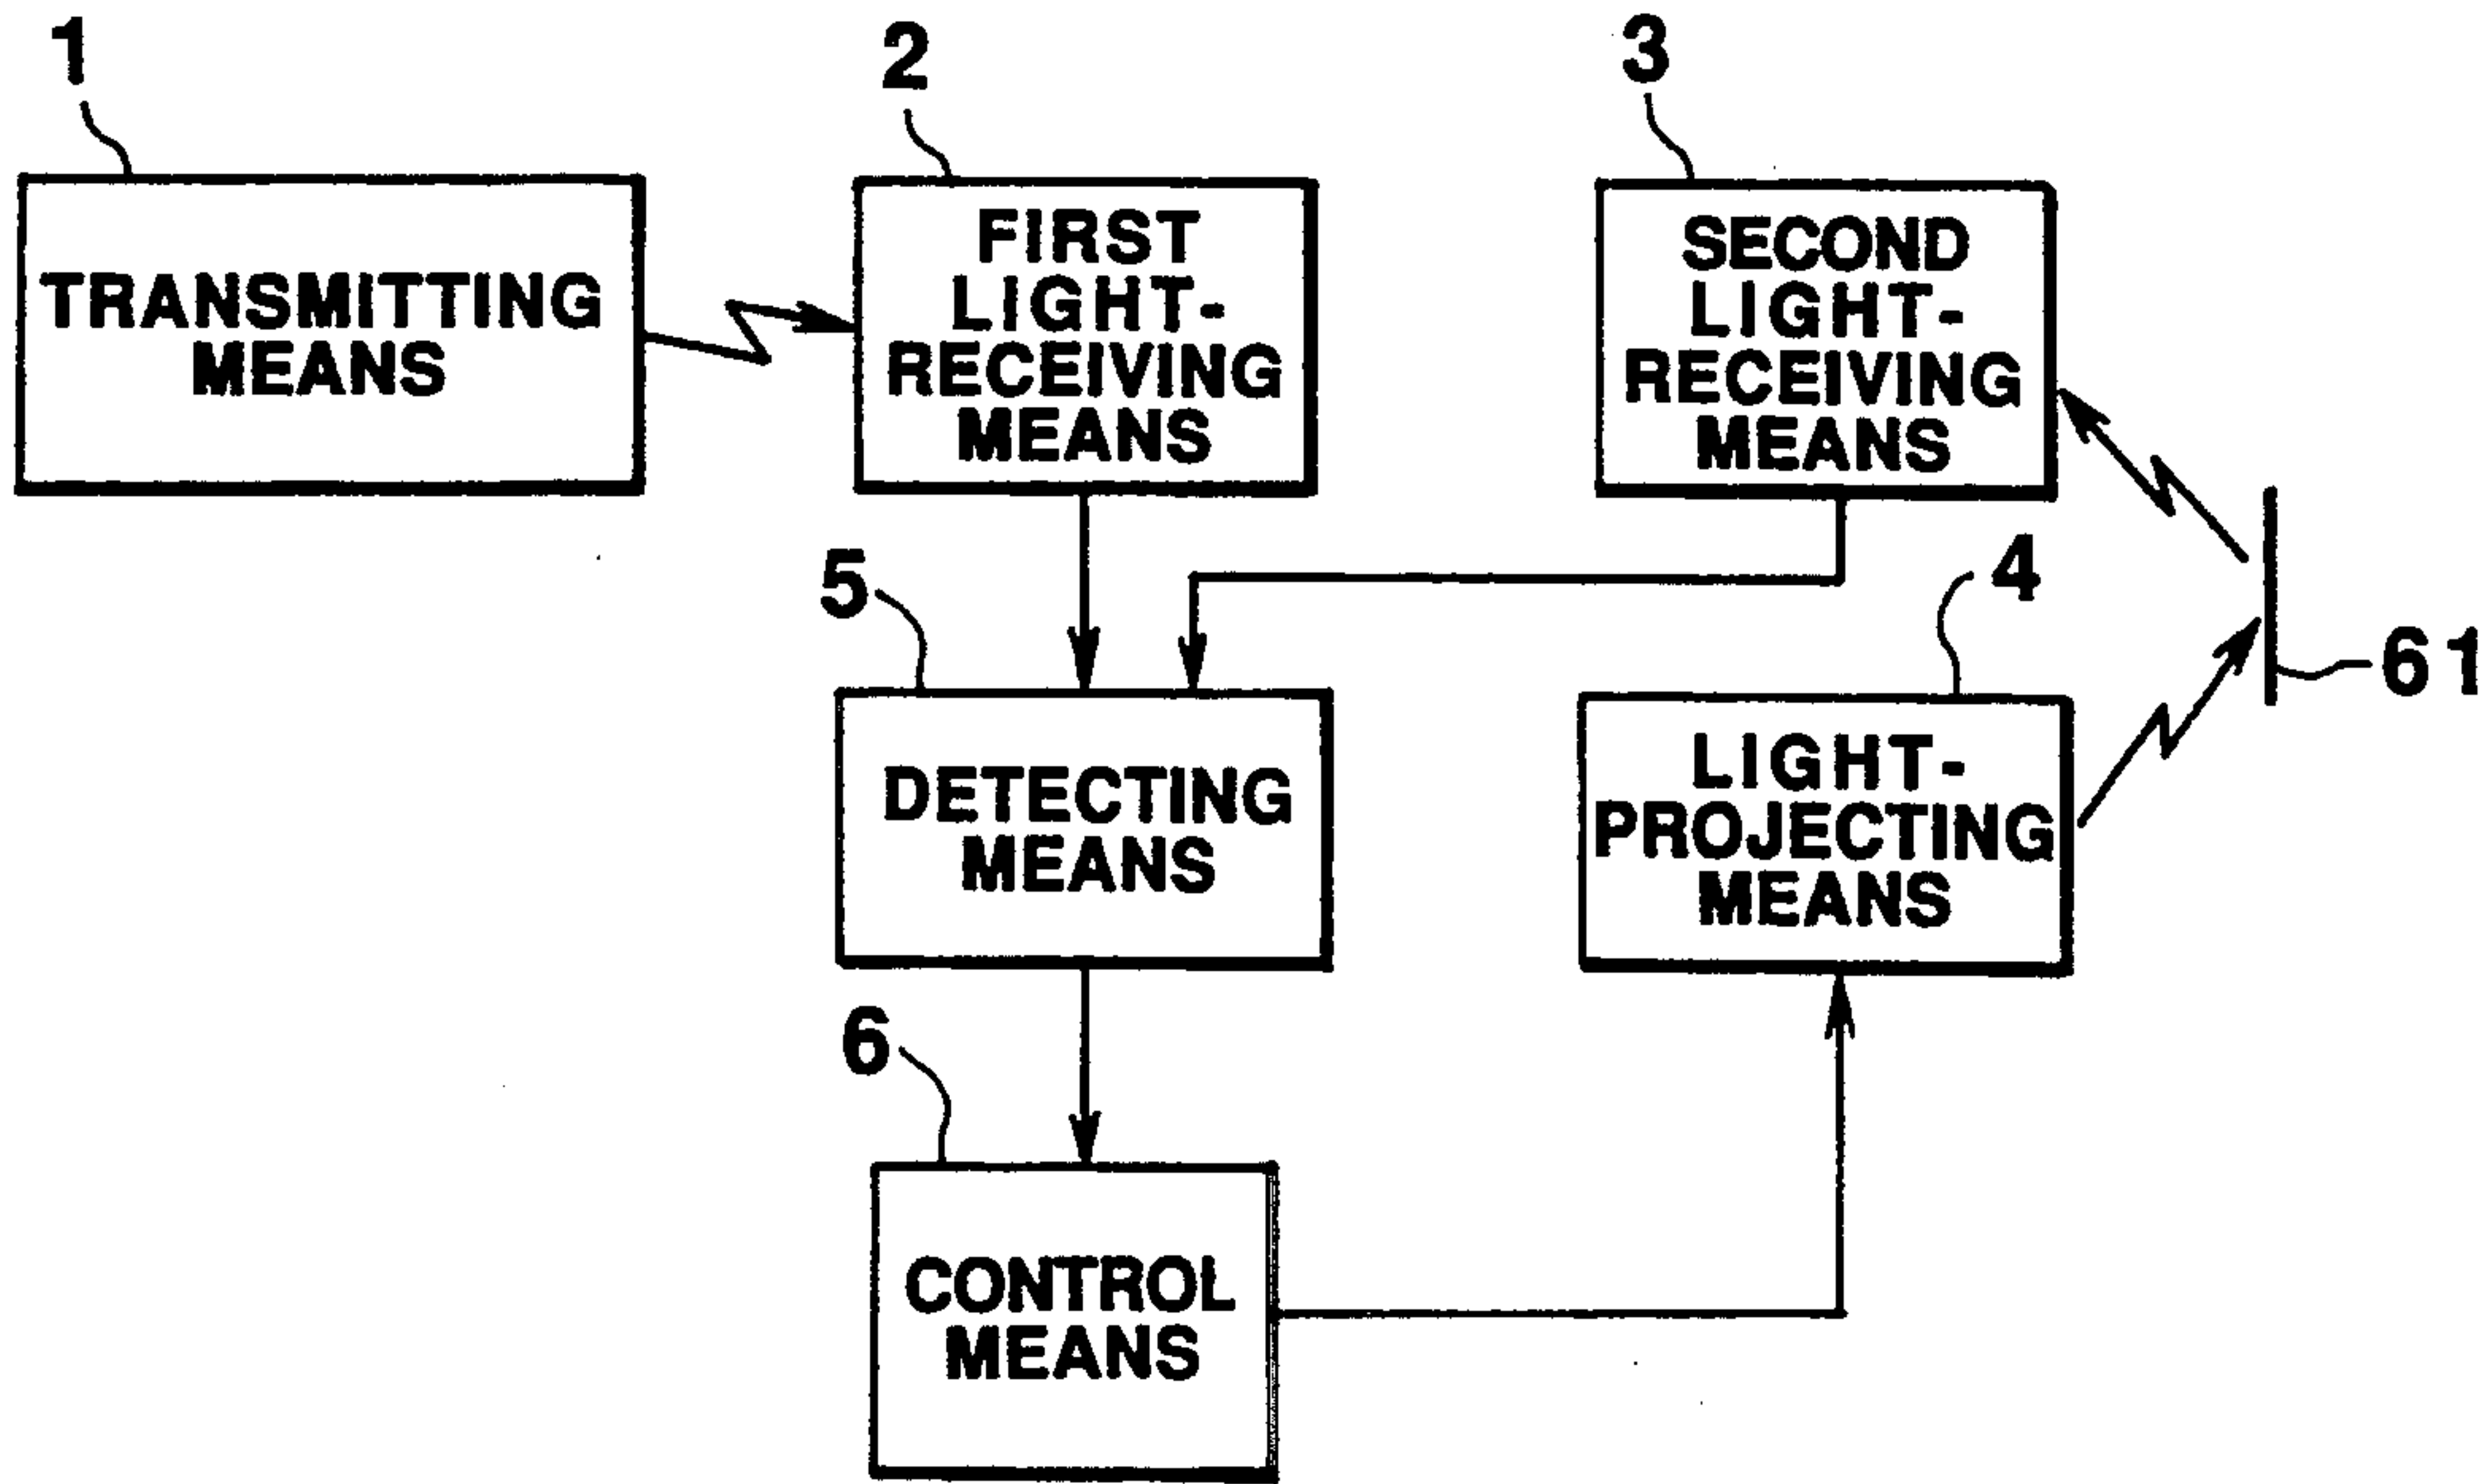 1
TRANSMITTING
MEANS
2
FIRST
LIGHT-
RECEIVING
MEANS
3
SECOND
LIGHT-
RECEIVING
MEANS
5
DETECTING
MEANS
4
LIGHT-
PROJECTING
MEANS
61
6
CONTROL
MEANS